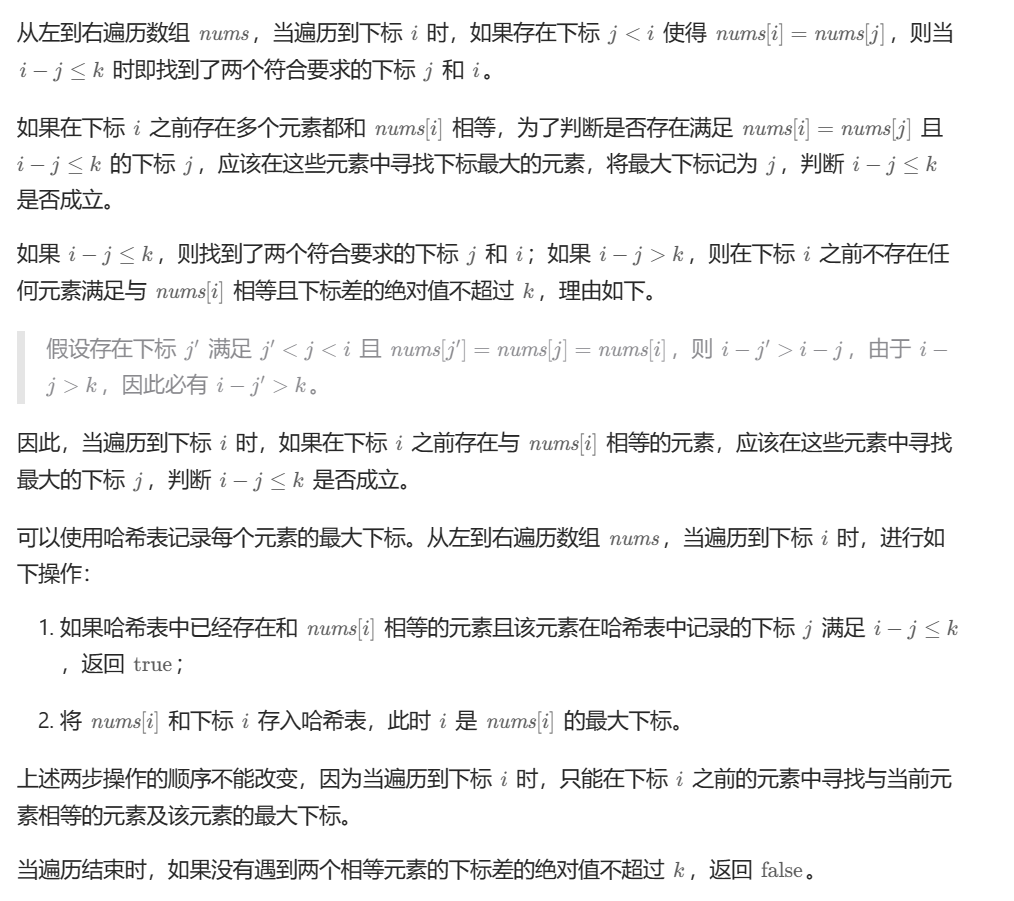 从左到右遍历数组 nums，当遍历到下标 i 时，如果存在下标 j < i 使得 nums[i] = nums[j]，则当
i − j ≤ k 时即找到了两个符合要求的下标 j 和 i。
如果在下标 i 之前存在多个元素都和 nums[i] 相等，为了判断是否存在满足 nums[i] = nums[j] 且
i − j ≤ k 的下标 j，应该在这些元素中寻找下标最大的元素，将最大下标记为 j，判断 i − j ≤ k
是否成立。
如果 i − j ≤ k，则找到了两个符合要求的下标 j 和 i；如果 i − j > k，则在下标 i 之前不存在任
何元素满足与 nums[i] 相等且下标差的绝对值不超过 k，理由如下。
假设存在下标 j′ 满足 j′ < j < i 且 nums[j′] = nums[j] = nums[i]，则 i − j′ > i − j，由于 i −
j > k，因此必有 i − j′ > k。
因此，当遍历到下标 i 时，如果在下标 i 之前存在与 nums[i] 相等的元素，应该在这些元素中寻找
最大的下标 j，判断 i − j ≤ k 是否成立。
可以使用哈希表记录每个元素的最大下标。从左到右遍历数组 nums，当遍历到下标 i 时，进行如
下操作：
1. 如果哈希表中已经存在和 nums[i] 相等的元素且该元素在哈希表中记录的下标 j 满足 i − j ≤ k
，返回 true；
2. 将 nums[i] 和下标 i 存入哈希表，此时 i 是 nums[i] 的最大下标。
上述两步操作的顺序不能改变，因为当遍历到下标 i 时，只能在下标 i 之前的元素中寻找与当前元
素相等的元素及该元素的最大下标。
当遍历结束时，如果没有遇到两个相等元素的下标差的绝对值不超过 k，返回 false。